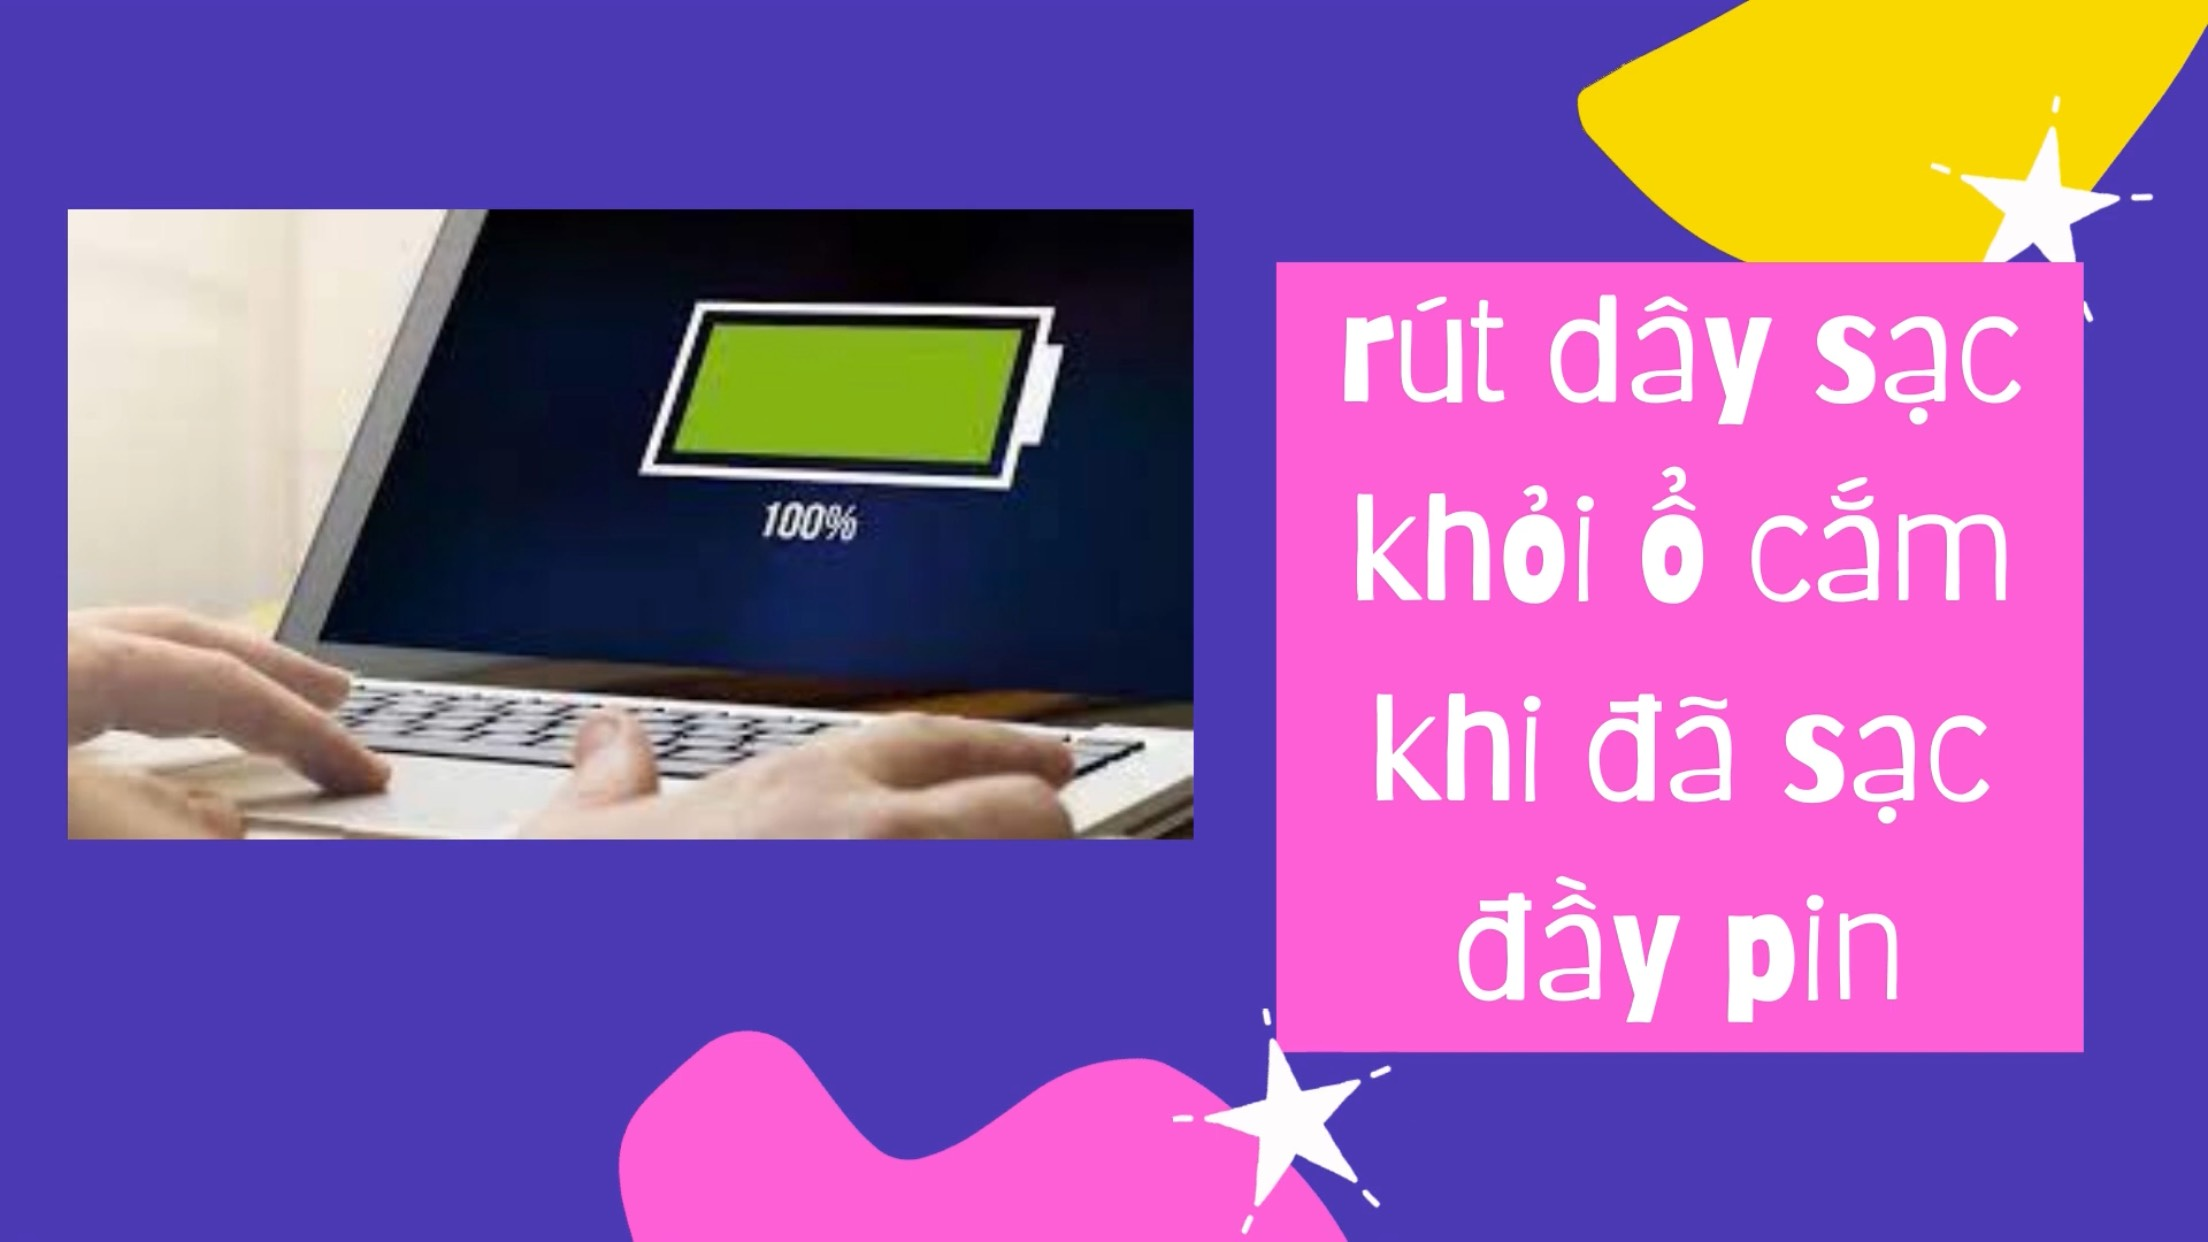 100%
rút dây sạc
khỏi ổ cắm
khi đã sạc
đầy pin